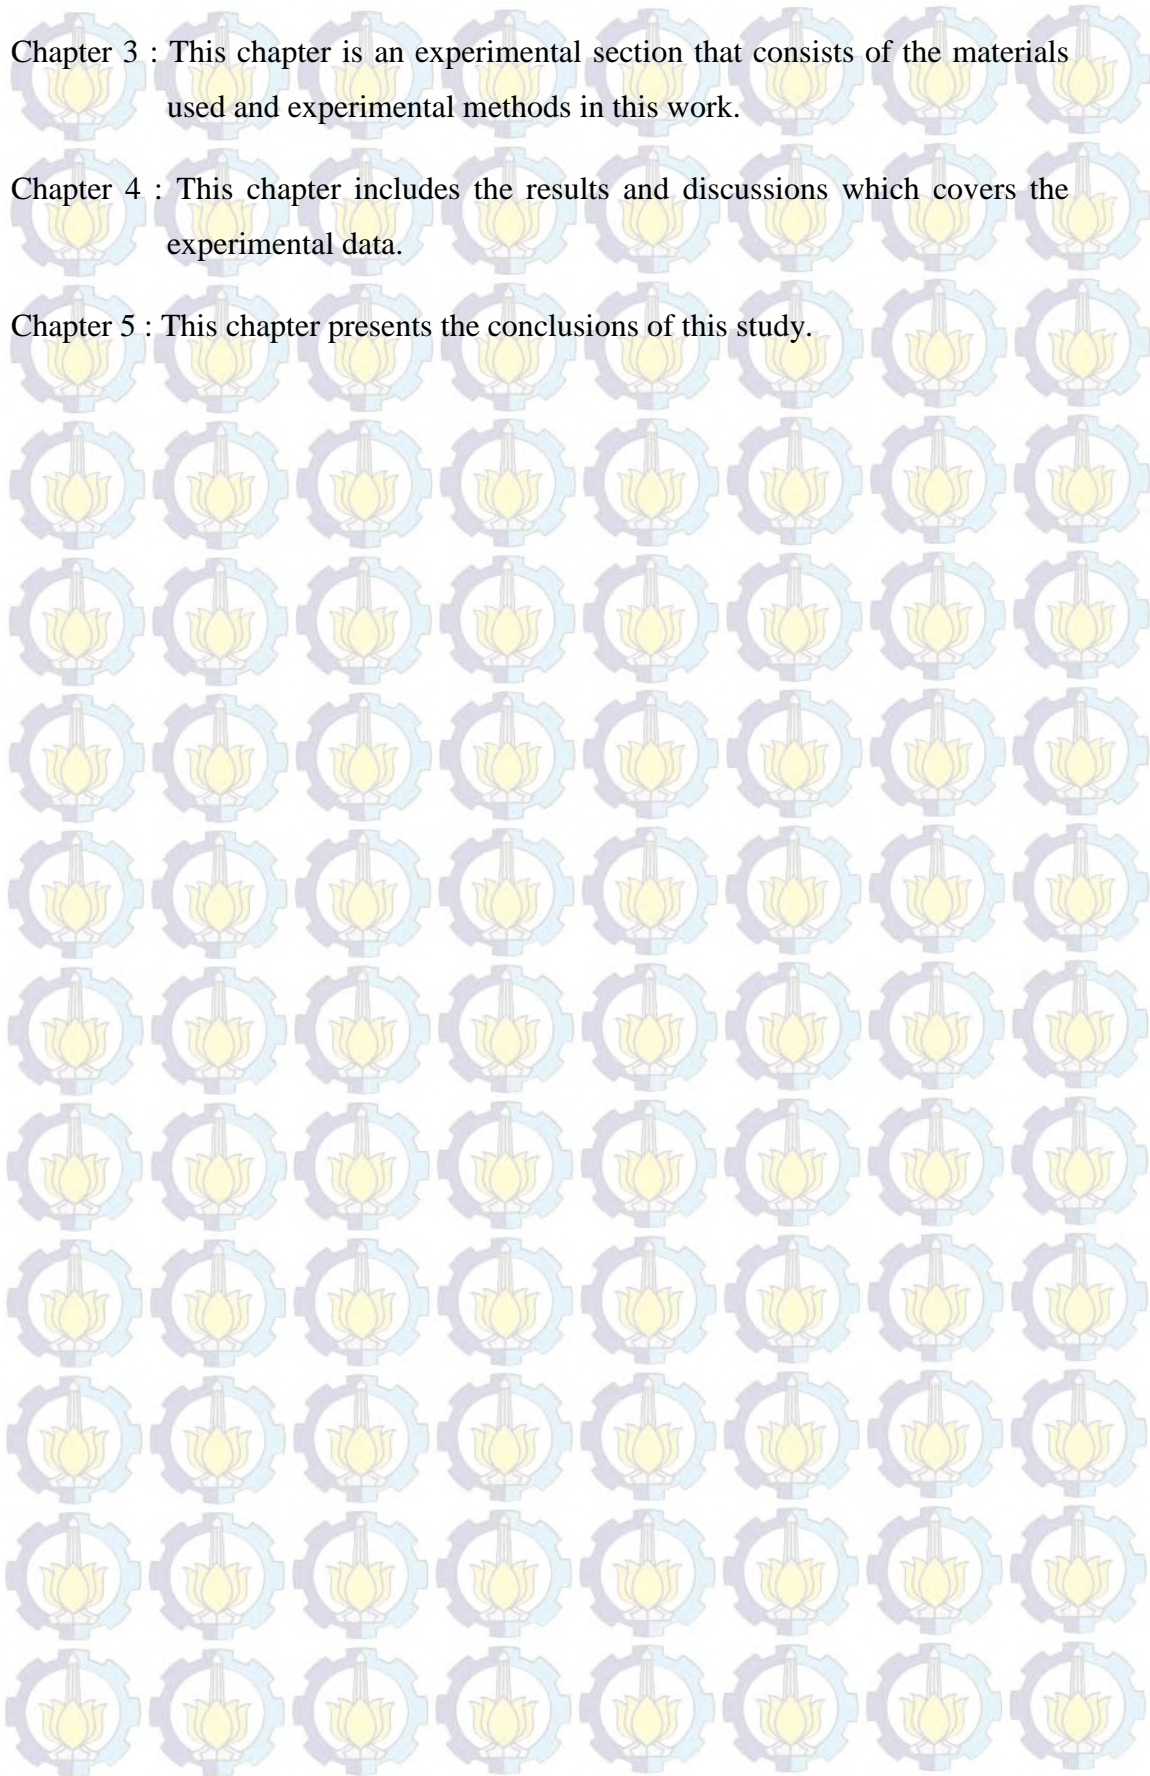 Chapter 3 : This chapter is an experimental section that consists of the materials
used and experimental methods in this work.
Chapter 4 : This chapter includes the results and discussions which covers the
experimental data.
Chapter 5 : This chapter presents the conclusions of this study.